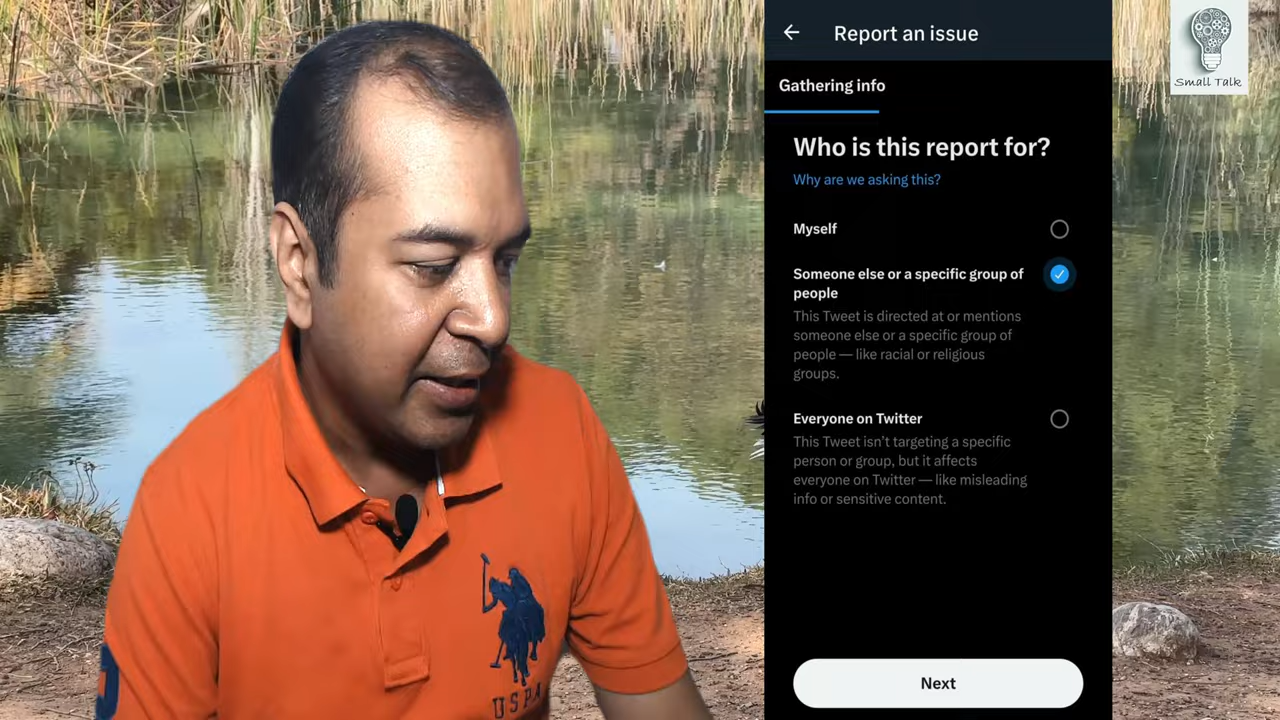 Report an issue
Small Talk
Gathering info
Who is this report for?
Why are we asking this?
Myself
Someone else or a specific group of
people
This Tweet is directed at or mentions
someone else or a specific group of
people — like racial or religious
groups.
Everyone on Twitter
This Tweet isn't targeting a specific
person or group, but it affects
everyone on Twitter — like misleading
info or sensitive content.
Next
USPA